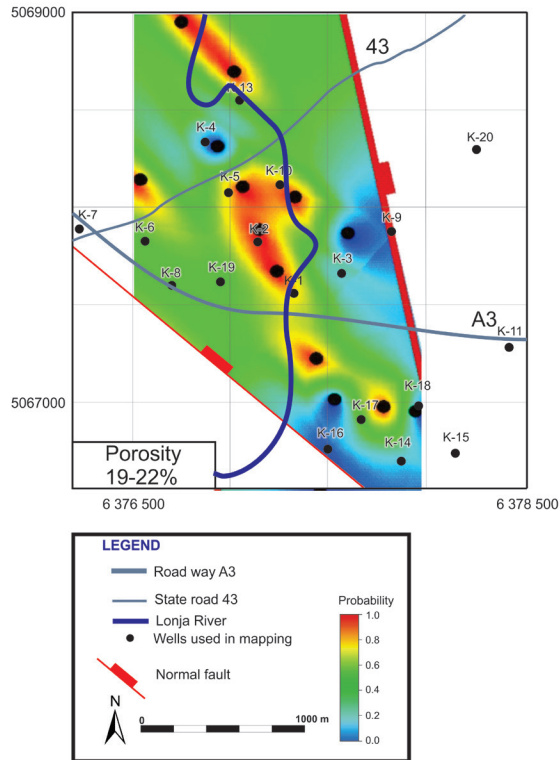 5069000
43
K-13
K-4
K-20
K-5
K-10
K-7
K-6
K-2
K-9
K-8
K-19
K-3
K-1
A3
K-11
5067000
K-18
K-17
K-16
K-14
K-15
Porosity
19-22%
6 376 500
6 378 500
LEGEND
Road way A3
State road 43
Lonja River
Wells used in mapping
Normal fault
N
0
1000 m
Probability
1.0
0.8
0.6
0.4
0.2
0.0